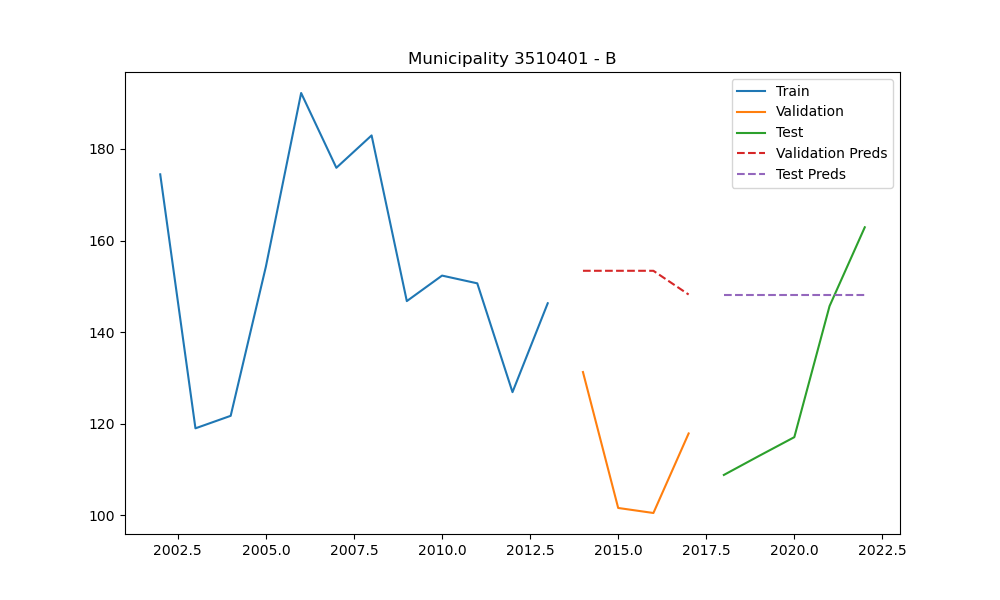 Municipality 3510401 - B
Train
Validation
Test
Validation Preds
Test Preds
180
160
140
120
100
2002.5 2005.0 2007.5 2010.0 2012.5 2015.0 2017.5 2020.0 2022.5